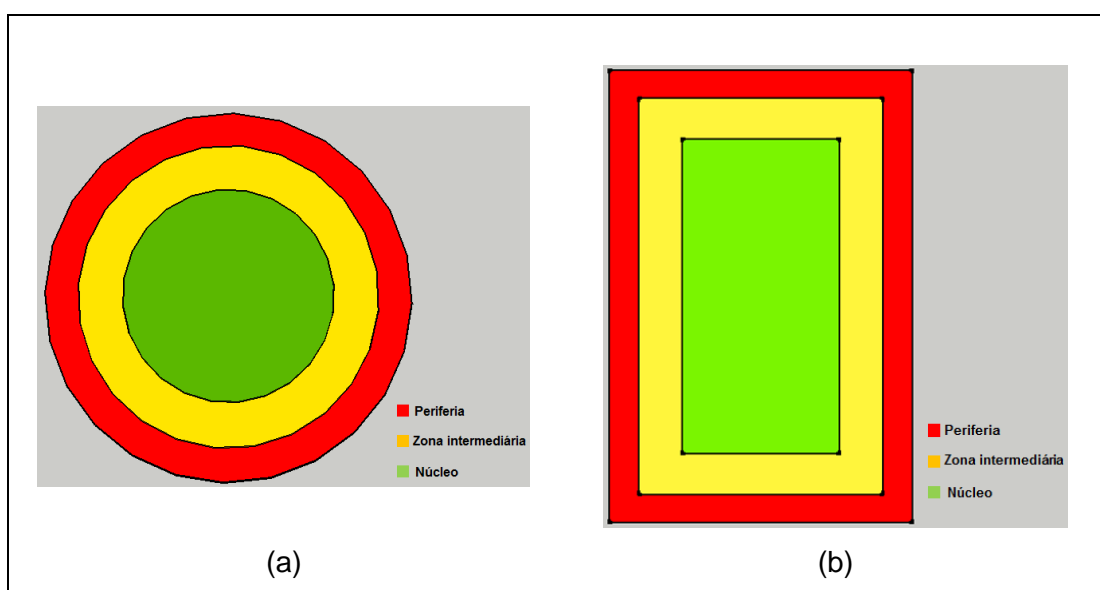 Periferia
Zona intermediária
Núcleo
(a)
Periferia
Zona intermediária
Núcleo
(b)